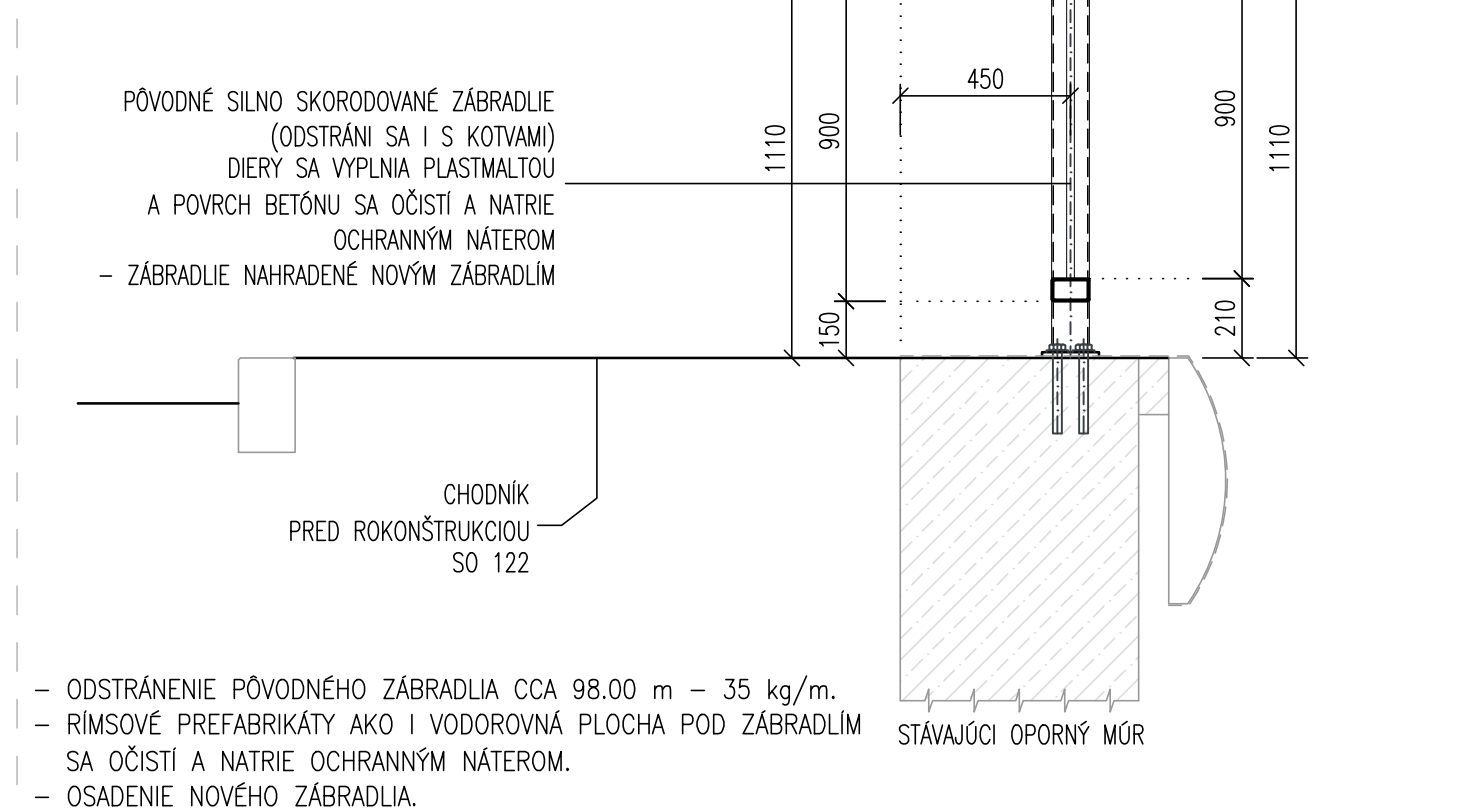 450
1110
900
900
1110
PÔVODNÉ SILNO SKORODOVANÉ ZÁBRADLIE
(ODSTRÁNI SA I S KOTVAMI)
DIERY SA VYPLNIA PLASTMALTOU
A POVRCH BETÓNU SA OČISTÍ A NATRIE
OCHRANNÝM NÁTEROM
- ZÁBRADLIE NAHRADENÉ NOVÝM ZÁBRADLÍM
150
210
CHODNÍK
PRED ROKONŠTRUKCIOU
SO 122
- ODSTRÁNENIE PÔVODNÉHO ZÁBRADLIA CCA 98.00 m - 35 kg/m.
- RÍMSOVÉ PREFABRIKÁTY AKO I VODOROVNÁ PLOCHA POD ZÁBRADLÍM
SA OČISTÍ A NATRIE OCHRANNÝM NÁTEROM.
- OSADENIE NOVÉHO ZÁBRADLIA.
STÁVAJÚCI OPORNÝ MÚR